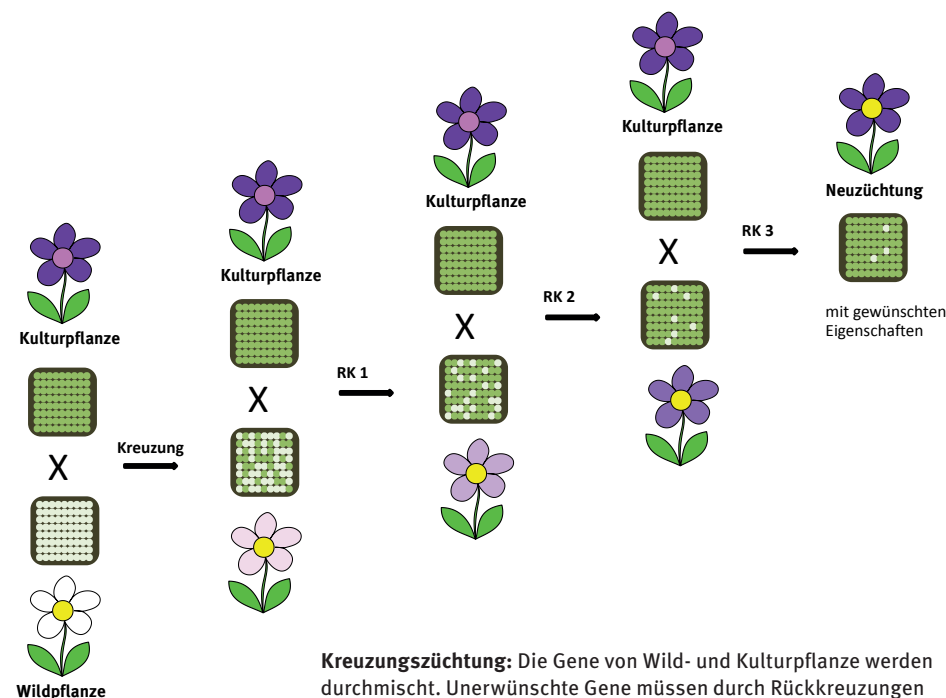 Kulturpflanze
X
Wildpflanze
Kreuzung
Kulturpflanze
X
RK 1
Kulturpflanze
X
RK 2
Kulturpflanze
X
RK 3
Neuzüchtung
mit gewünschten
Eigenschaften
Kreuzungszüchtung: Die Gene von Wild- und Kulturpflanze werden
durchmischt. Unerwünschte Gene müssen durch Rückkreuzungen